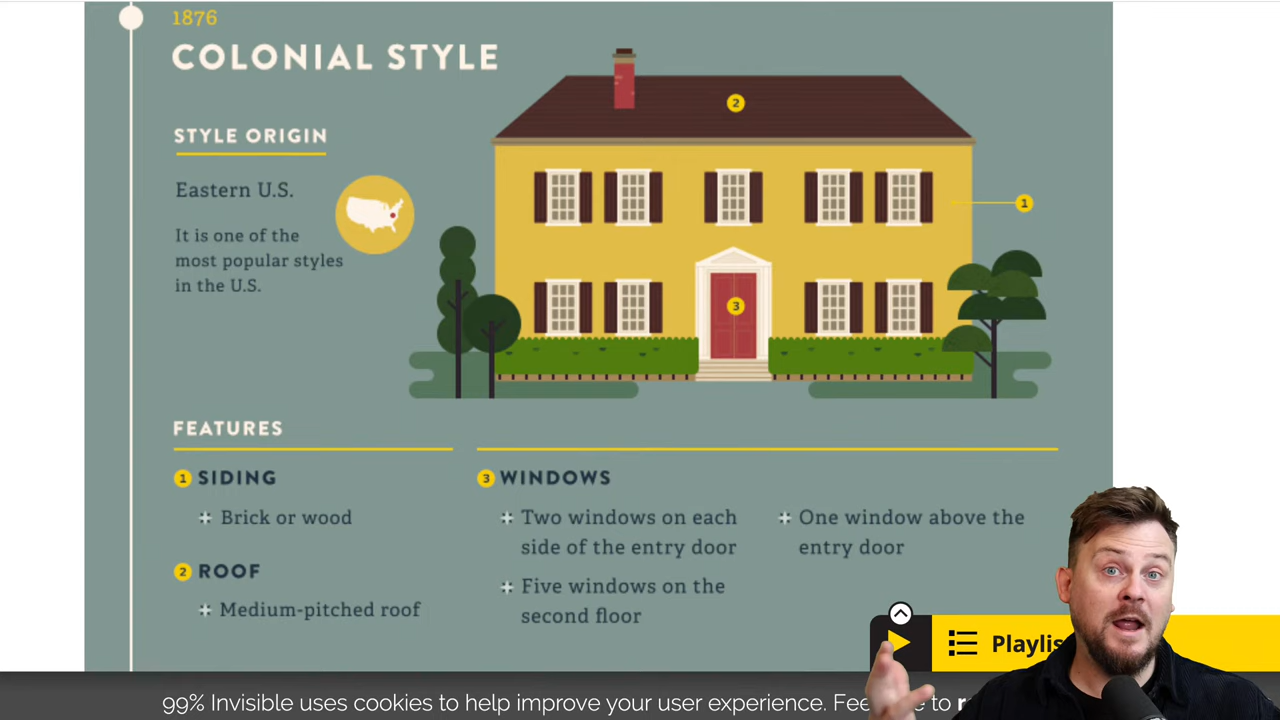 1876
COLONIAL STYLE
STYLE ORIGIN
Eastern U.S.
It is one of the
most popular styles
in the U.S.
2
1
3
FEATURES
1 SIDING
Brick or wood
2 ROOF
Medium-pitched roof
3 WINDOWS
Two windows on each
side of the entry door
Five windows on the
second floor
One window above the
entry door
99% Invisible uses cookies to help improve your user experience.
to